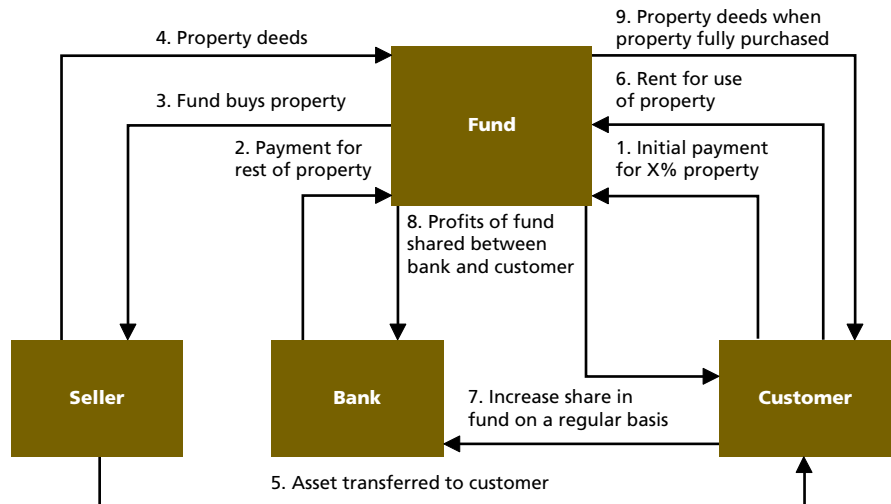 4. Property deeds
9. Property deeds when
property fully purchased
3. Fund buys property
6. Rent for use
of property
Fund
2. Payment for
rest of property
1. Initial payment
for X% property
8. Profits of fund
shared between
bank and customer
Seller
Bank
7. Increase share in
fund on a regular basis
Customer
5. Asset transferred to customer